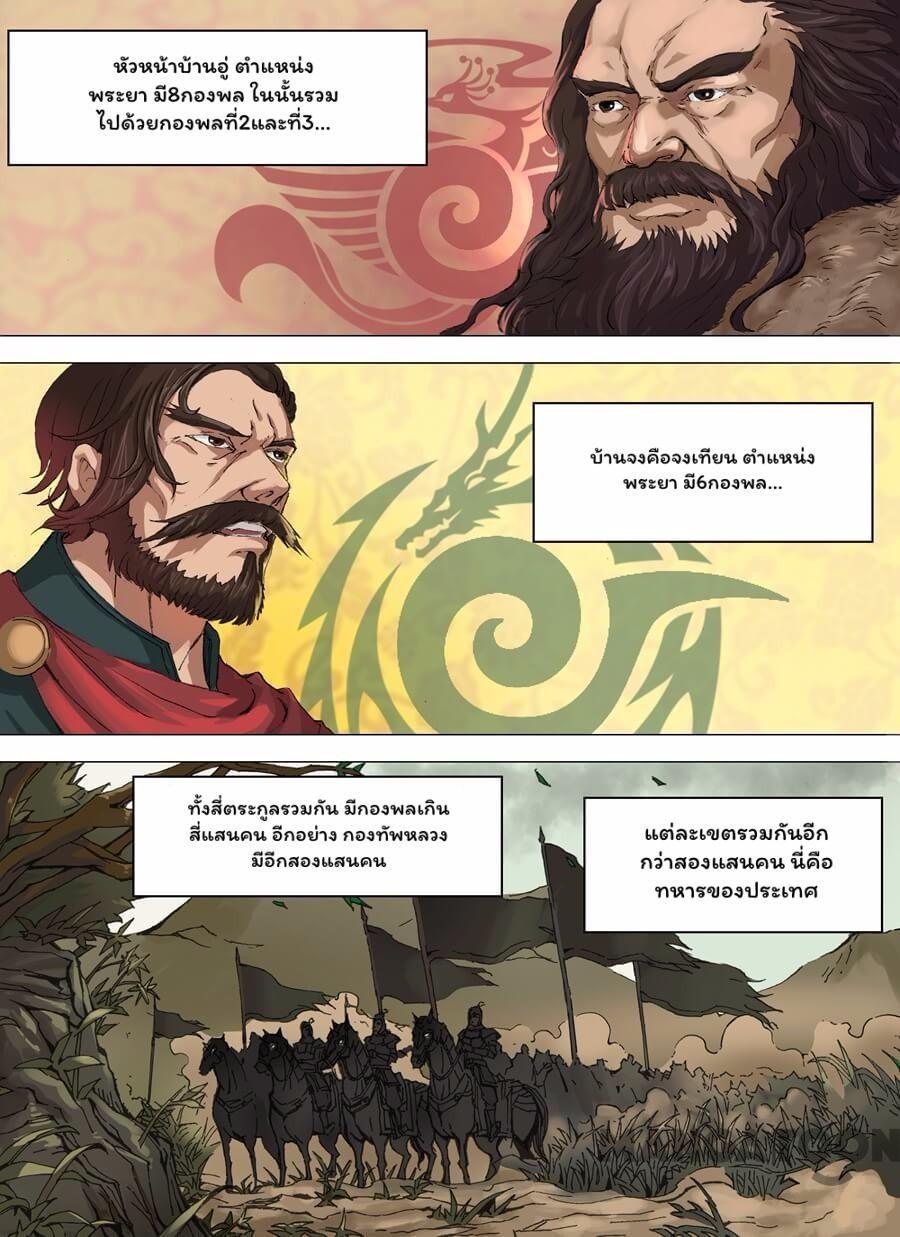 หัวหน้าบ้านอู่ ตำแหน่ง
พระยา มี8กองพล ในนั้นรวม
ไปด้วยกองพลที่2และที่3...
บ้านจงคือจงเทียน ตำแหน่ง
พระยา มี6กองพล...
ทั้งสี่ตระกูลรวมกัน มีกองพลเกิน
สี่แสนคน อีกอย่าง กองทัพหลวง
มีอีกสองแสนคน
แต่ละเขตรวมกันอีก
กว่าสองแสนคน นี่คือ
ทหารของประเทศ